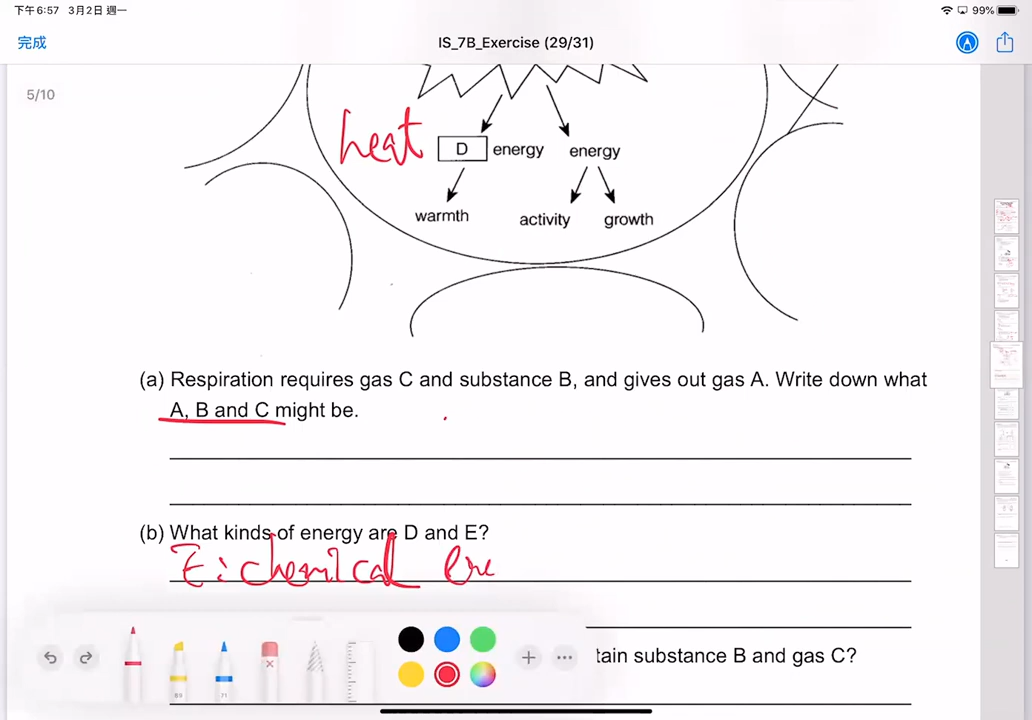 下午6:57 3月2日 週一
99%
完成
IS_7B_Exercise (29/31)
5/10
heat
D energy energy
warmth activity growth
(a) Respiration requires gas C and substance B, and gives out gas A. Write down what
A, B and C might be.
(b) What kinds of energy are D and E?
E: chemical ene
tain substance B and gas C?